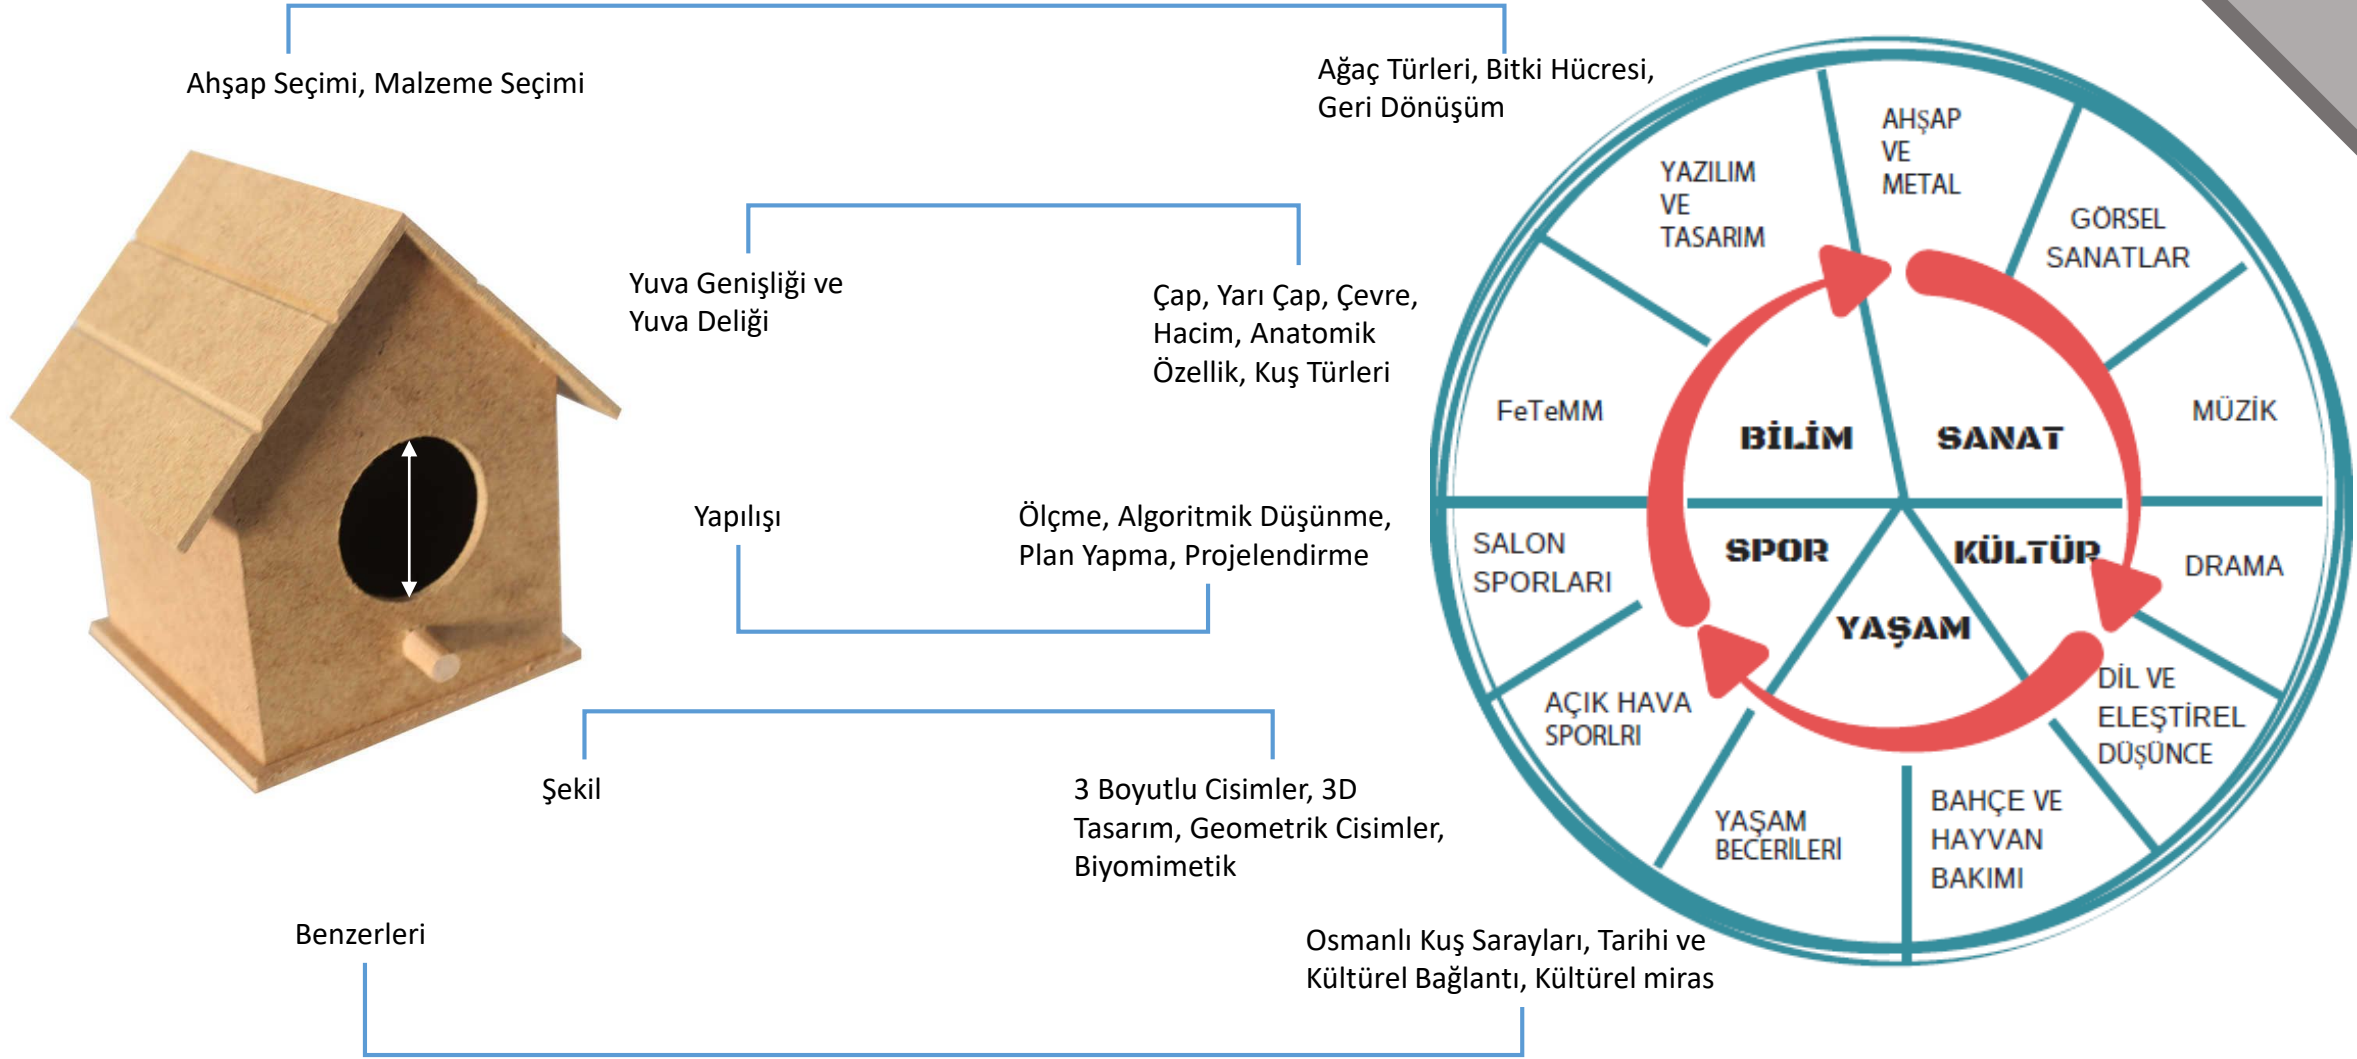 Ahşap Seçimi, Malzeme Seçimi
Ağaç Türleri, Bitki Hücresi,
Geri Dönüşüm
Yuva Genişliği ve
Yuva Deliği
Çap, Yarı Çap, Çevre,
Hacim, Anatomik
Özellik, Kuş Türleri
Yapılışı
Ölçme, Algoritmik Düşünme,
Plan Yapma, Projelendirme
Şekil
3 Boyutlu Cisimler, 3D
Tasarım, Geometrik Cisimler,
Biyomimetik
Benzerleri
Osmanlı Kuş Sarayları, Tarihi ve
Kültürel Bağlantı, Kültürel miras
AHŞAP
VE
METAL
GÖRSEL
SANATLAR
MÜZİK
DRAMA
DİL VE
ELEŞTİREL
DÜŞÜNCE
BAHÇE VE
HAYVAN
BAKIMI
YAŞAM
BECERİLERİ
AÇIK HAVA
SPORLRI
SALON
SPORLARI
FeTeMM
YAZILIM
VE
TASARIM
BİLİM
SANAT
SPOR
KÜLTÜR
YAŞAM